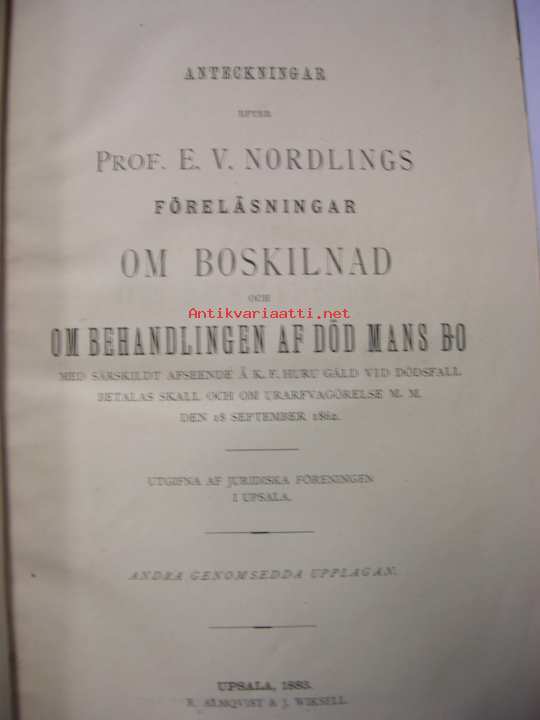 ANTECKNINGAR
EFTER
PROF. E. V. NORDLINGS
FÖRELÄSNINGAR
OM BOSKILNAD
OCH
Antikvariaatti.net
OM BEHANDLINGEN AF DÖD MANS BO
MED SÄRSKILDT AFSEENDE Å K. F. HURU GÄLD VID DÖDSFALL
BETALAS SKALL OCH OM URARFVAGÖRELSE M. M.
DEN 18 SEPTEMBER 1862.
UTGIFNA AF JURIDISKA FÖRENINGEN
I UPSALA.
ANDRA GENOMSEDDA UPPLAGAN.
UPSALA, 1883.
R. ALMQVIST & J. WIKSELL.